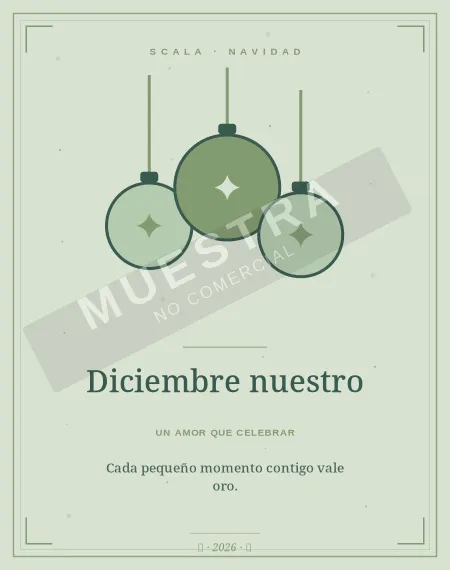 SCALA · NAVIDAD
MUESTRA
NO COMERCIAL
Diciembre nuestro
UN AMOR QUE CELEBRAR
Cada pequeño momento contigo vale
oro.
· 2026 ·